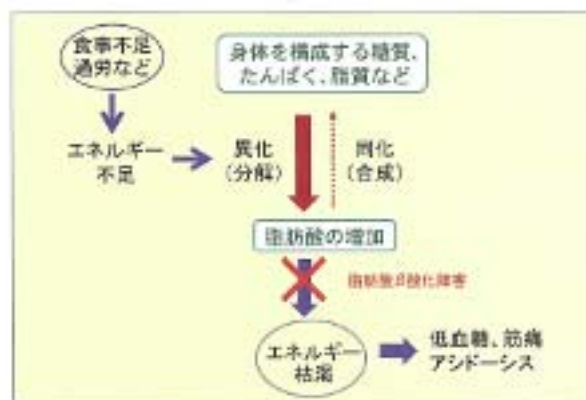 食事不足
過労など
身体を構成する糖質、
たんぱく、脂質など
エネルギー
不足
異化
(分解)
同化
(合成)
脂肪酸の増加
脂肪酸β酸化障害
エネルギー
枯渇
低血糖、筋痛
アシドーシス